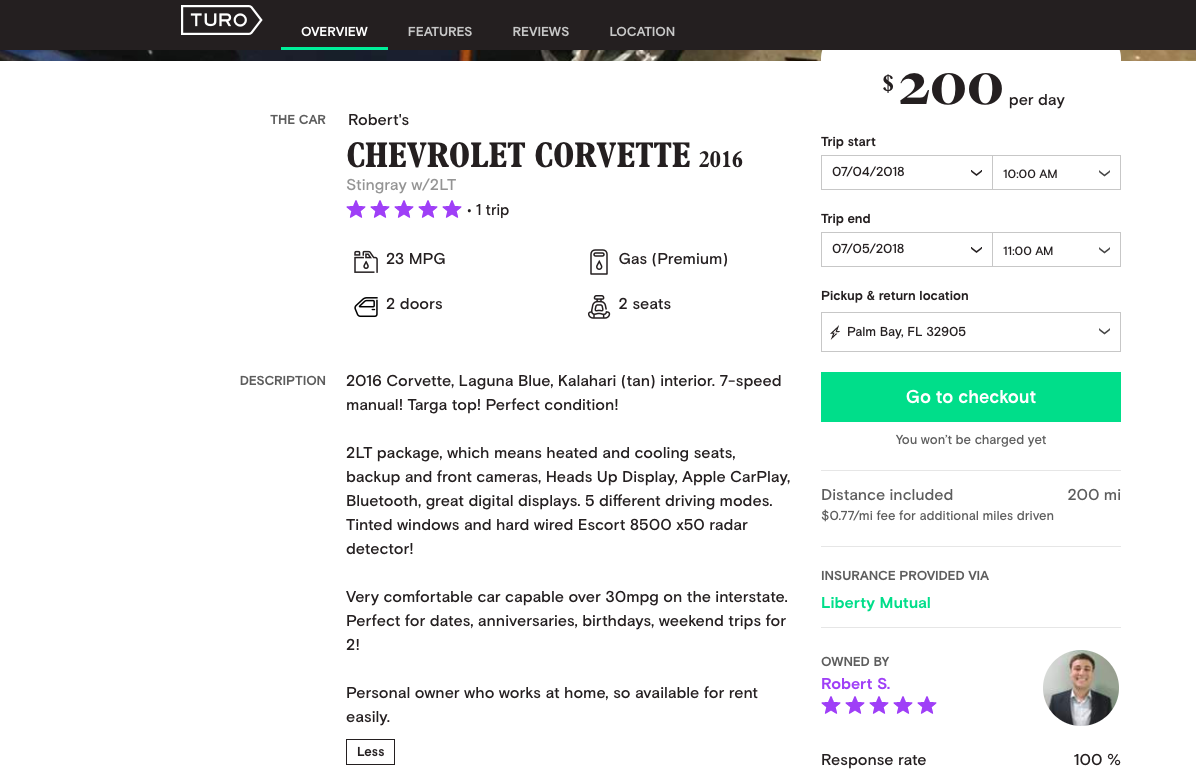 TURO
OVERVIEW
FEATURES
REVIEWS
LOCATION
THE CAR
Robert's
CHEVROLET CORVETTE 2016
Stingray w/2LT
• 1 trip
23 MPG
Gas (Premium)
2 doors
2 seats
DESCRIPTION
2016 Corvette, Laguna Blue, Kalahari (tan) interior. 7-speed
manual! Targa top! Perfect condition!
2LT package, which means heated and cooling seats,
backup and front cameras, Heads Up Display, Apple CarPlay,
Bluetooth, great digital displays. 5 different driving modes.
Tinted windows and hard wired Escort 8500 x50 radar
detector!
Very comfortable car capable over 30mpg on the interstate.
Perfect for dates, anniversaries, birthdays, weekend trips for
2!
Personal owner who works at home, so available for rent
easily.
Less
$200 per day
Trip start
07/04/2018
10:00 AM
Trip end
07/05/2018
11:00 AM
Pickup & return location
Palm Bay, FL 32905
Go to checkout
You won't be charged yet
Distance included 200 mi
$0.77/mi fee for additional miles driven
INSURANCE PROVIDED VIA
Liberty Mutual
OWNED BY
Robert S.
Response rate 100 %